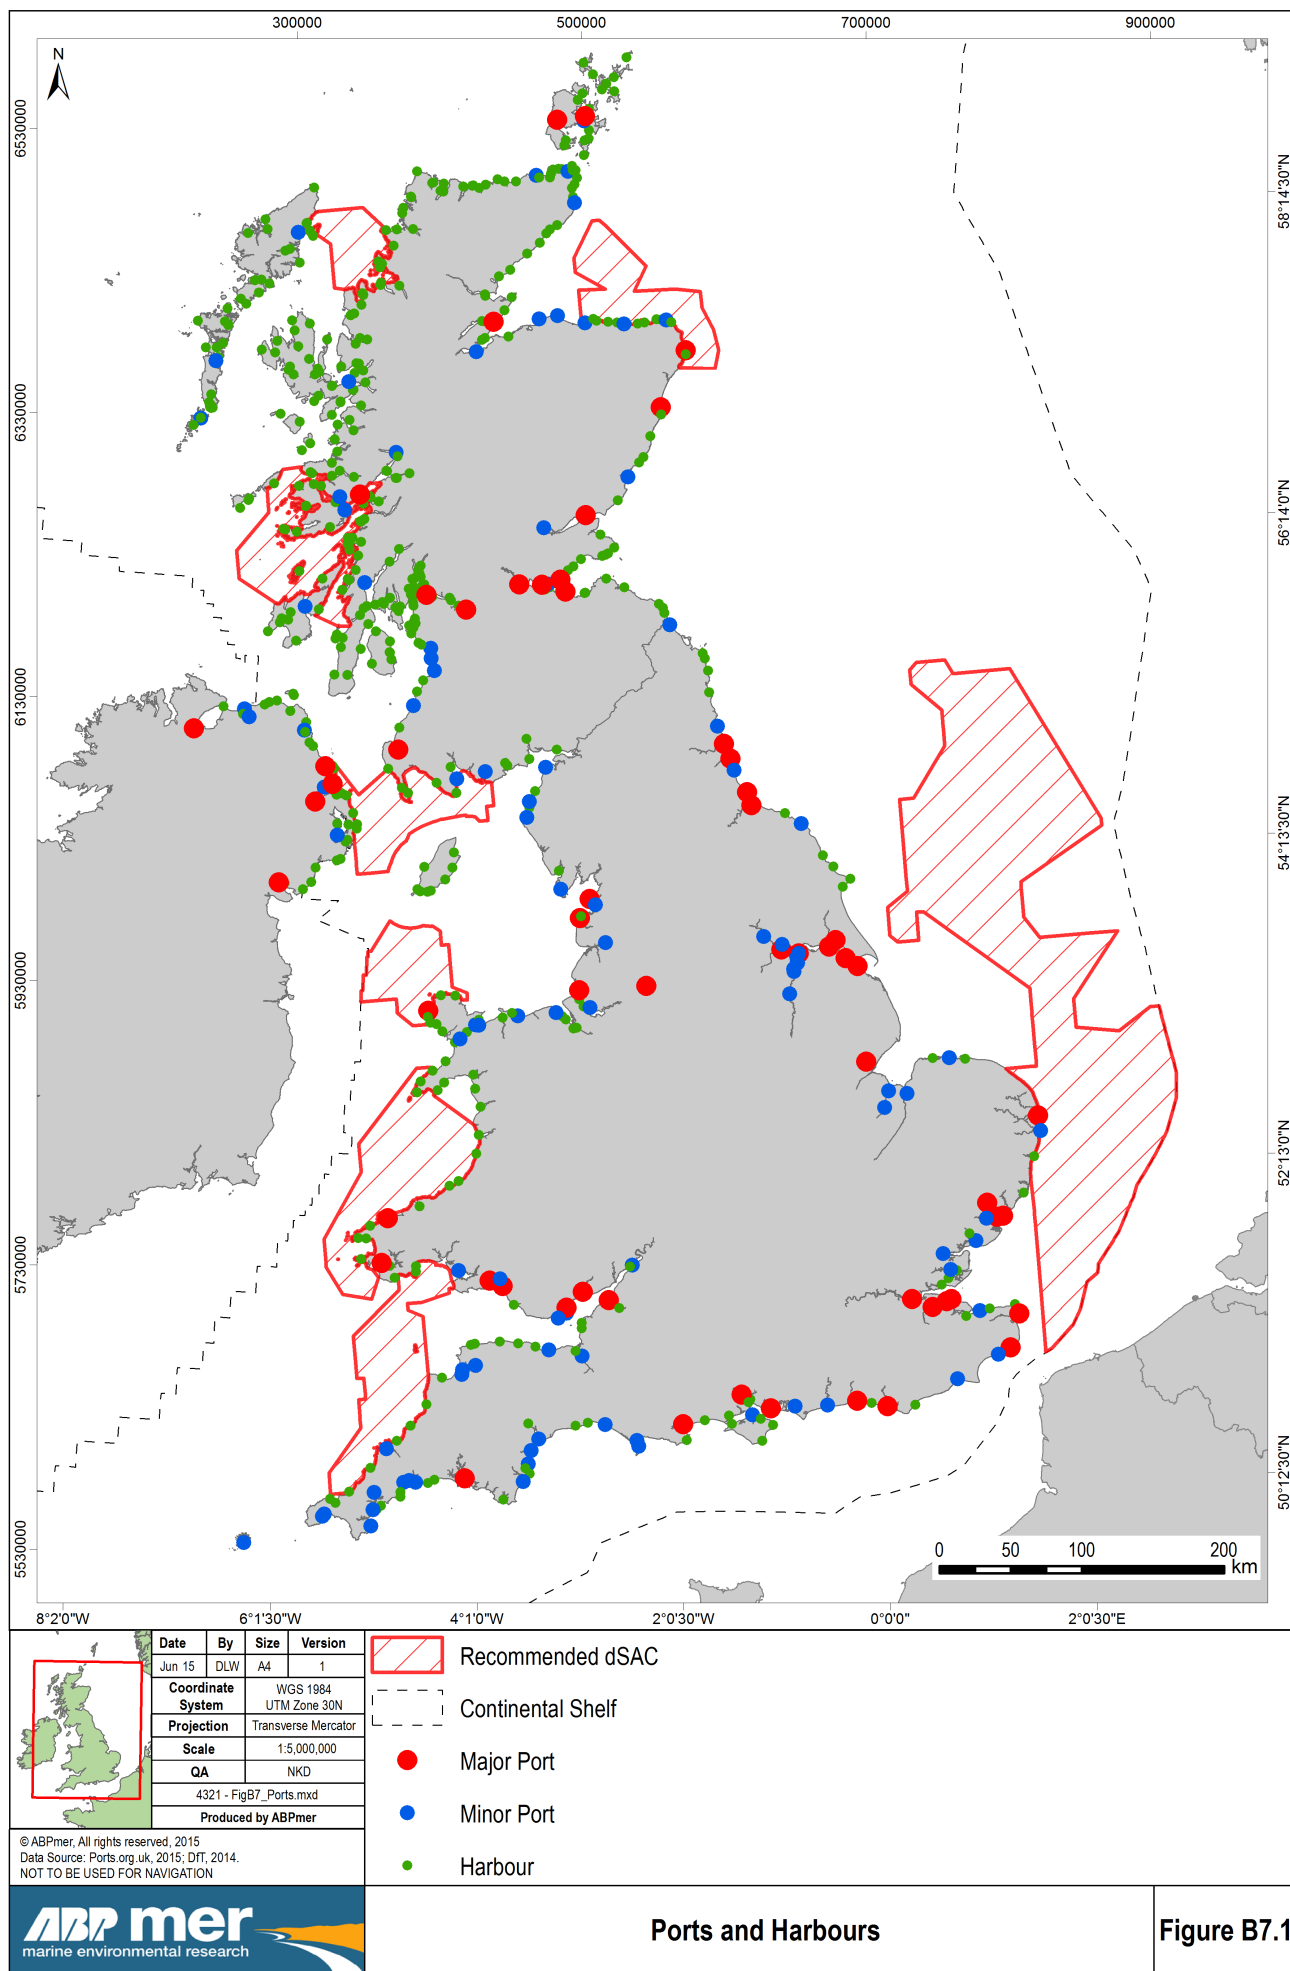 300000 500000 700000 900000
N
6530000
6330000
6130000
5930000
5730000
5530000
58°14'30"N
56°14'0"N
54°13'30"N
52°13'0"N
50°12'30"N
0 50 100 200
km
8°2'0"W 6°1'30"W 4°1'0"W 2°0'30"W 0°0'0" 2°0'30"E
Date By Size Version
Jun 15 DLW A4 1
Coordinate System WGS 1984 UTM Zone 30N
Projection Transverse Mercator
Scale 1:5,000,000
QA NKD
4321 - FigB7_Ports.mxd
Produced by ABPmer
© ABPmer, All rights reserved, 2015
Data Source: Ports.org.uk, 2015; DfT, 2014.
NOT TO BE USED FOR NAVIGATION
Recommended dSAC
Continental Shelf
Major Port
Minor Port
Harbour
ABP mer
marine environmental research
Ports and Harbours
Figure B7.1